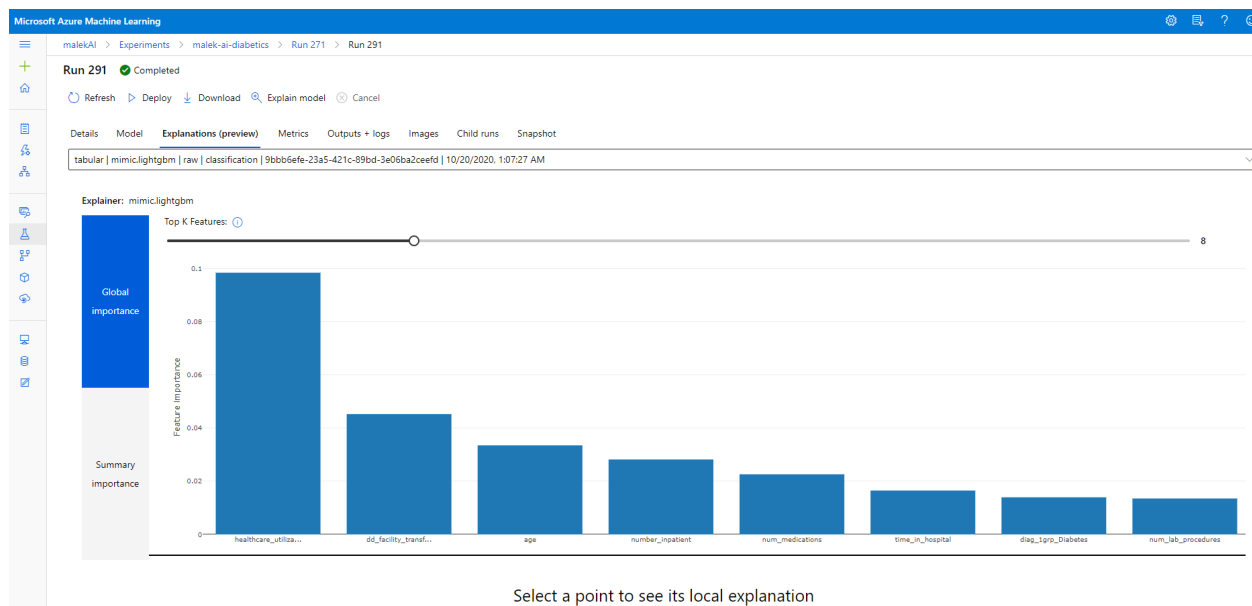 Microsoft Azure Machine Learning
malekAI > Experiments > malek-ai-diabetics > Run 271 > Run 291
Run 291 Completed
Refresh Deploy Download Explain model Cancel
Details Model Explanations (preview) Metrics Outputs + logs Images Child runs Snapshot
tabular | mimic.lightgbm | raw | classification | 9bbb6efe-23a5-421c-89bd-3e06ba2ceefd | 10/20/2020, 1:07:27 AM
Explainer: mimic.lightgbm
Top K Features:
8
Global
importance
Summary
importance
Feature Importance
0.1
0.08
0.06
0.04
0.02
0
healthcare_utiliza... dd_facility_transf... age number_inpatient num_medications time_in_hospital diag_1grp_Diabetes num_lab_procedures
Select a point to see its local explanation